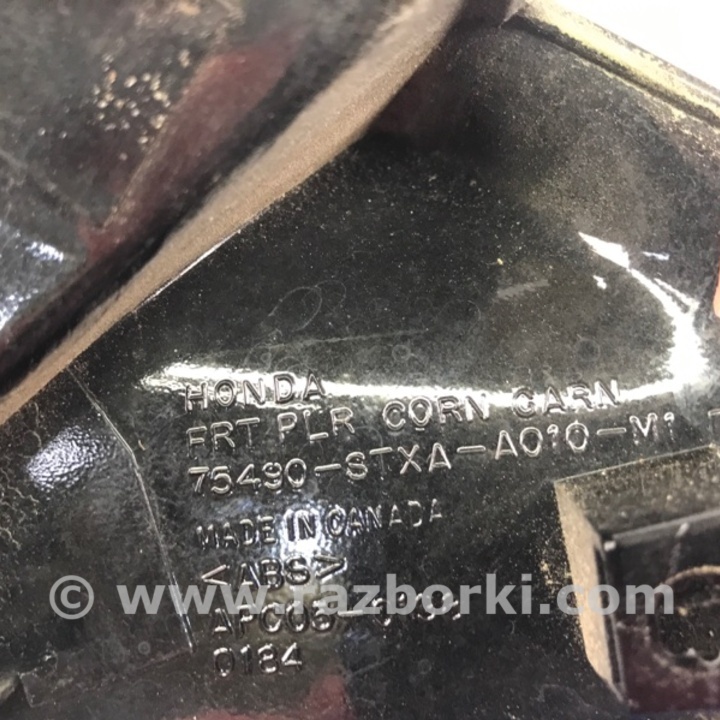 HONDA
FRT PLR CORN GARN
75490-STXA-A010-M1
MADE IN CANADA
<ABS>
© www.razborki.com
0184